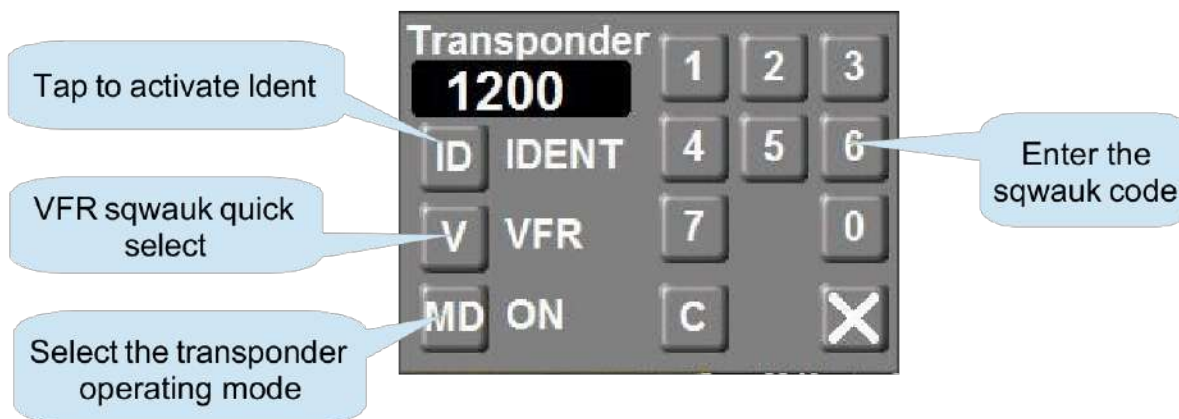 Transponder
1200
1 2 3
Tap to activate Ident
ID IDENT
4 5 6
Enter the
sqwauk code
VFR sqwauk quick
select
V VFR
7 0
MD ON
C X
Select the transponder
operating mode